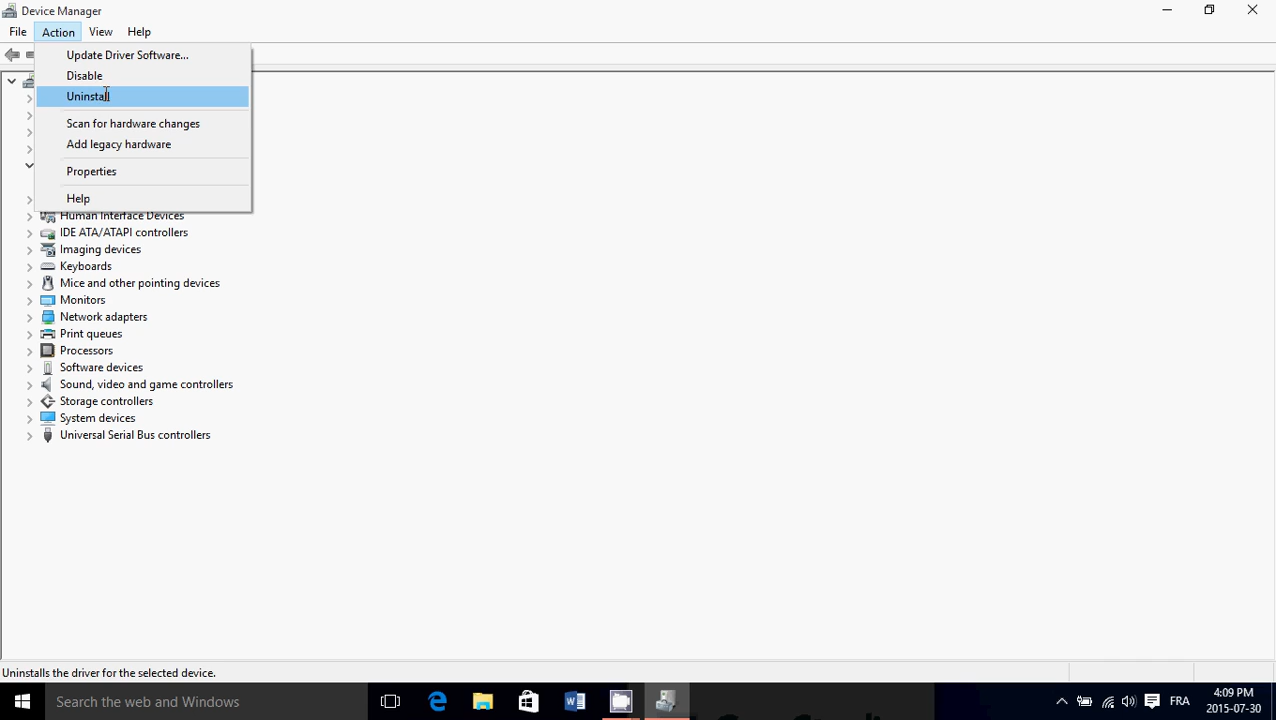 Device Manager
File Action View Help
Update Driver Software...
Disable
Uninstall
Scan for hardware changes
Add legacy hardware
Properties
Help
Human Interface Devices
IDE ATA/ATAPI controllers
Imaging devices
Keyboards
Mice and other pointing devices
Monitors
Network adapters
Print queues
Processors
Software devices
Sound, video and game controllers
Storage controllers
System devices
Universal Serial Bus controllers
Uninstalls the driver for the selected device.
Search the web and Windows
FRA
4:09 PM
2015-07-30